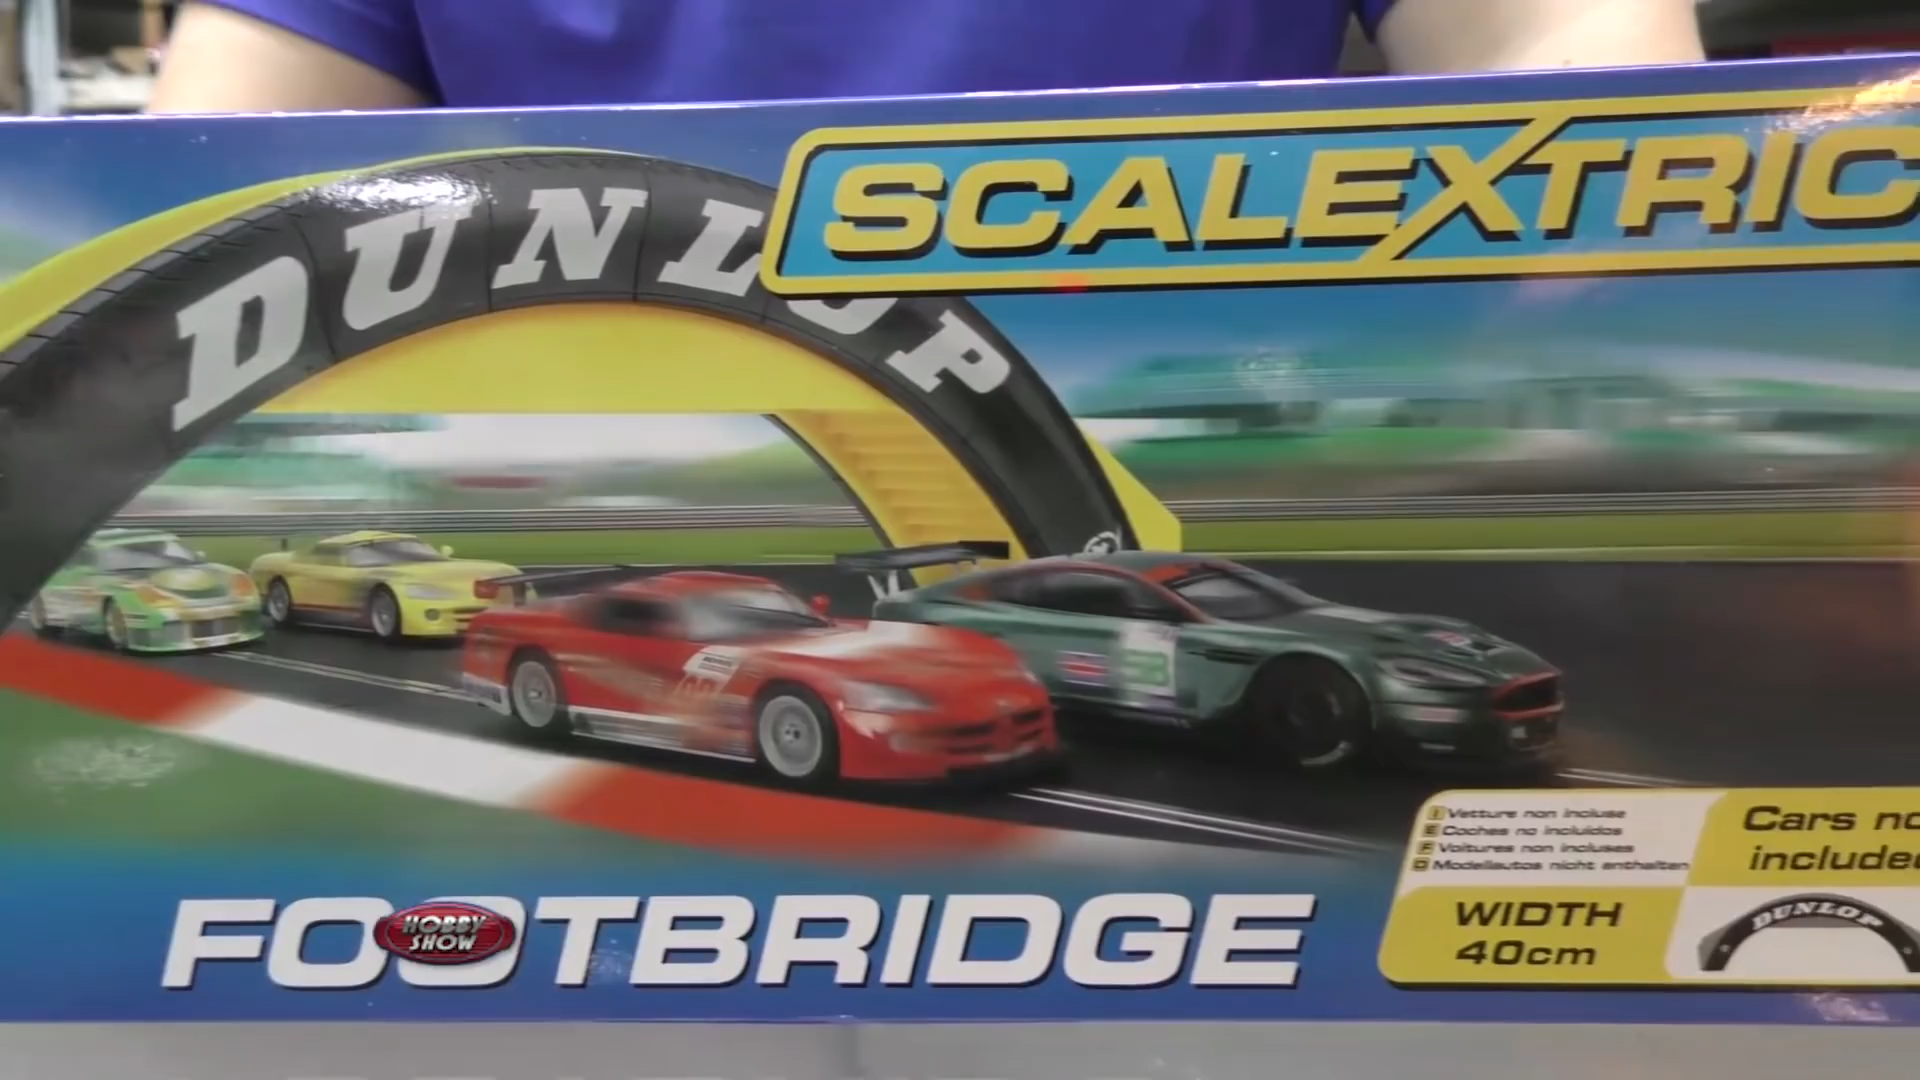 SCALEXTRIC
DUNLOP
58
I Vetture non incluse
E Coches no incluidos
F Voitures non incluses
D Modellautos nicht enthalten
Cars no
include
WIDTH
40cm
DUNLOP
FOOTBRIDGE
HOBBY
SHOW